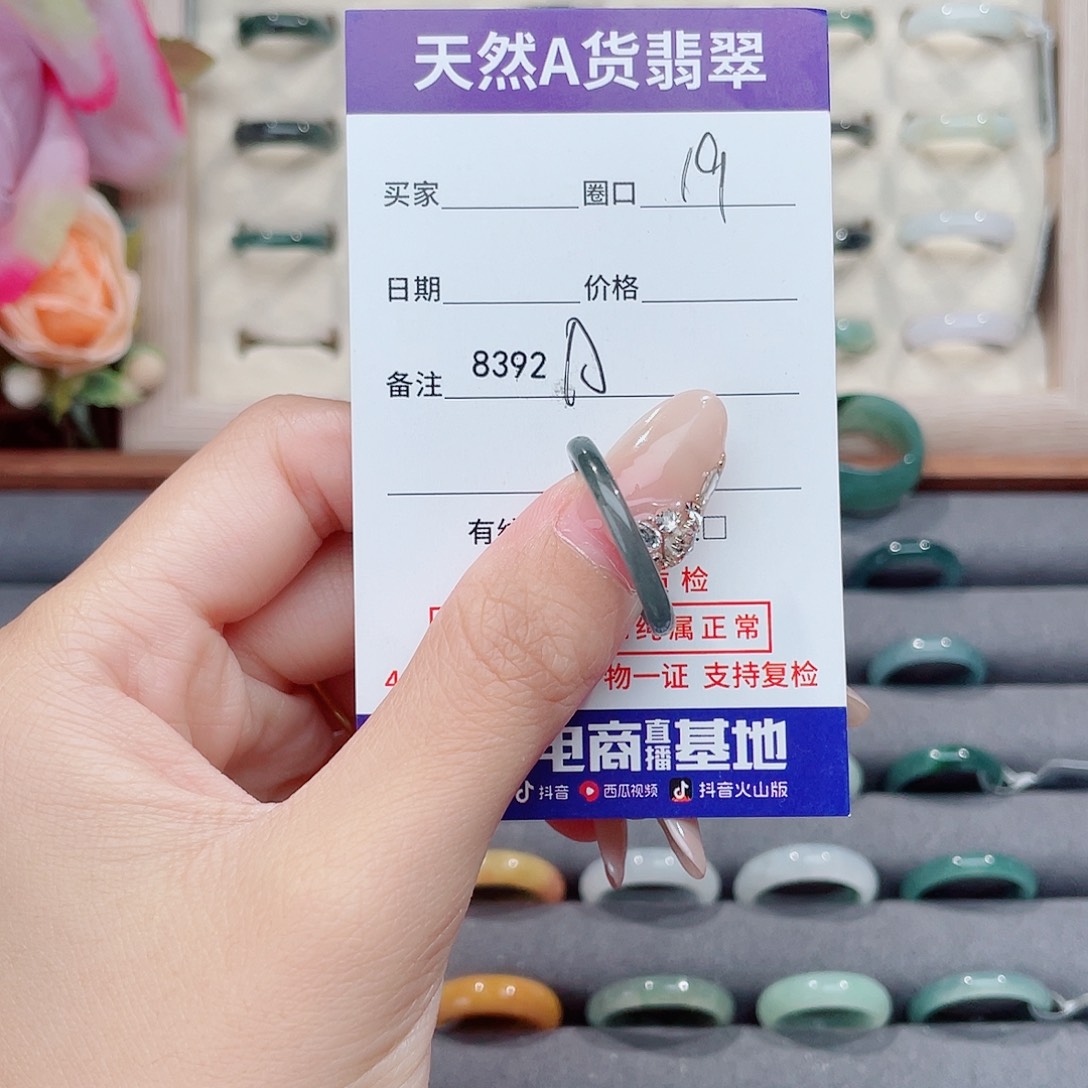 天然A货翡翠
买家 圈口 19
日期 价格
备注 8392
有
检
纯属正常
物一证 支持复检
电商直播基地
抖音 西瓜视频 抖音火山版